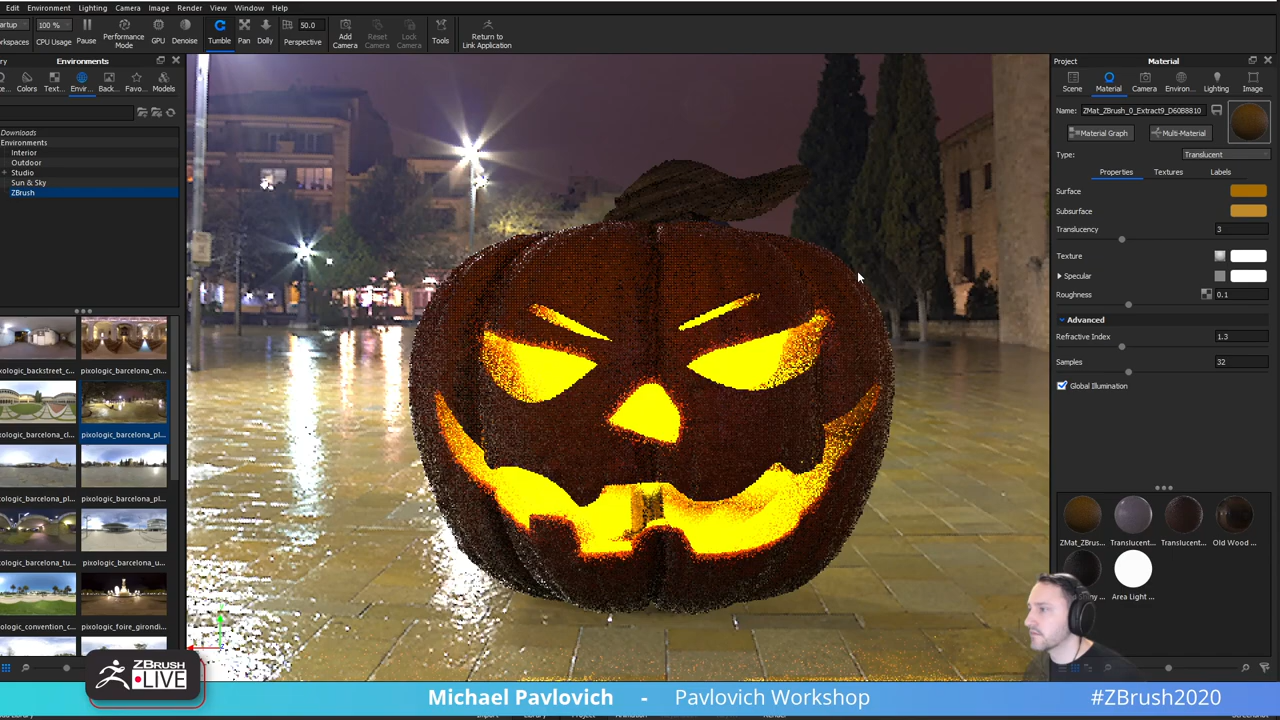 Edit Environment Lighting Camera Image Render View Window Help
100 %
50.0
CPU Usage Pause Performance Mode GPU Denoise Tumble Pan Dolly Perspective Add Camera Reset Camera Lock Camera Tools Return to Link Application
Environments
Colors Text... Envir... Back... Favo... Models
Downloads
Environments
Interior
Outdoor
Studio
Sun & Sky
ZBrush
pixologic_barcelona_ch
pixologic_barcelona_pl
pixologic_barcelona_pl
pixologic_barcelona_u
pixologic_foire_girondi
Project Material
Scene Material Camera Environ... Lighting Image
Name: ZMat_ZBrush_0_Extract9_D60B8810
Material Graph Multi-Material
Type: Translucent
Properties Textures Labels
Surface
Subsurface
Translucency 3
Texture
Specular
Roughness 0.1
Advanced
Refractive Index 1.3
Samples 32
Global Illumination
ZMat_ZBrus... Translucent... Translucent... Old Wood ...
Area Light ...
ZBRUSH
LIVE
Michael Pavlovich - Pavlovich Workshop #ZBrush2020